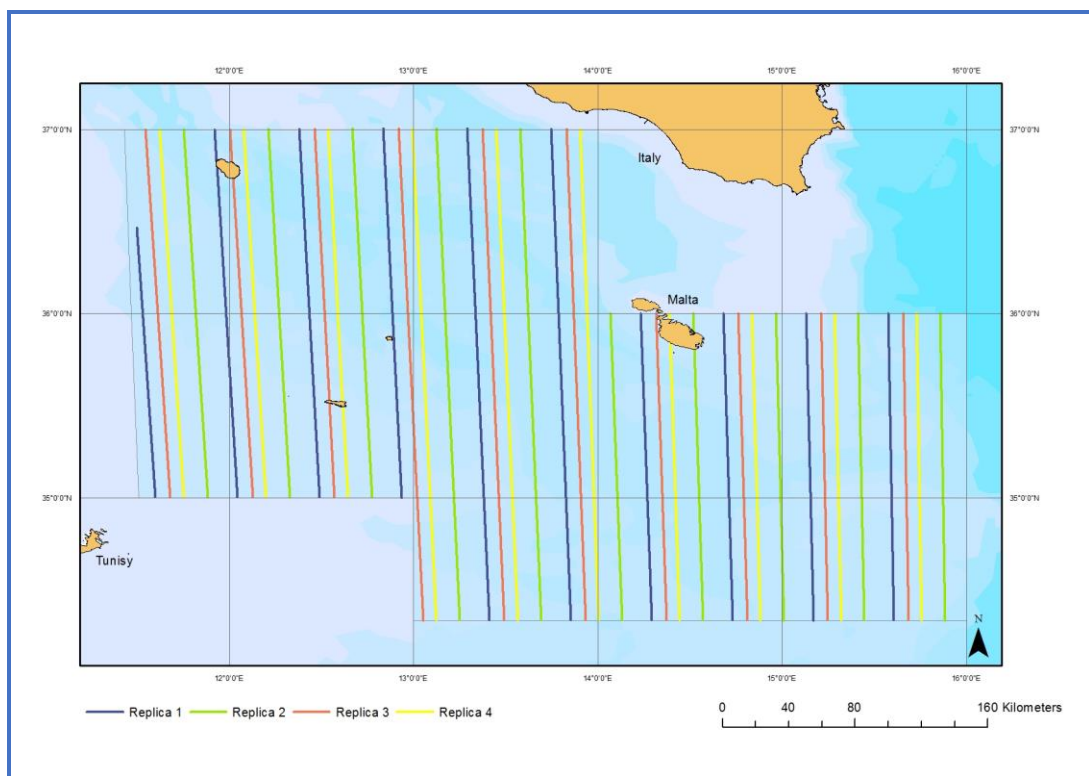 12°0'0"E 13°0'0"E 14°0'0"E 15°0'0"E 16°0'0"E
37°0'0"N 37°0'0"N
Italy
Malta
36°0'0"N 36°0'0"N
35°0'0"N 35°0'0"N
Tunisy
N
12°0'0"E 13°0'0"E 14°0'0"E 15°0'0"E 16°0'0"E
Replica 1 Replica 2 Replica 3 Replica 4
0 40 80 160 Kilometers